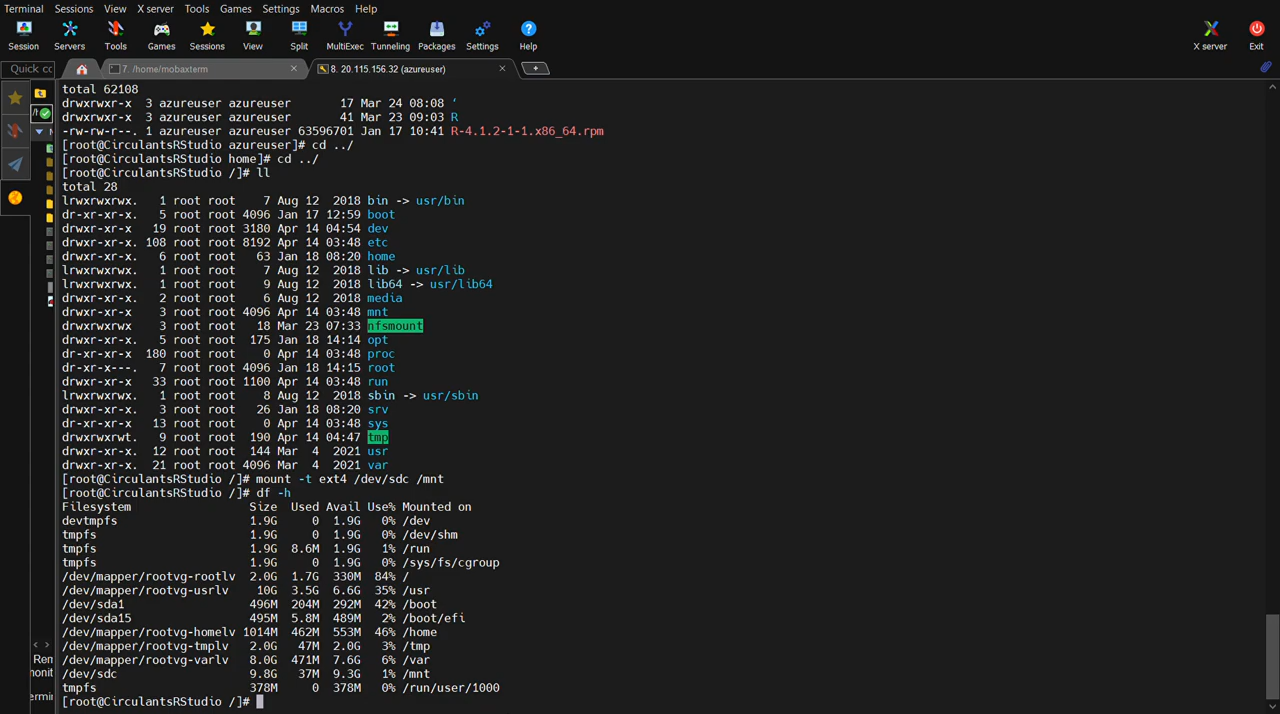 Terminal Sessions View X server Tools Games Settings Macros Help
Session Servers Tools Games Sessions View Split MultiExec Tunneling Packages Settings Help X server Exit
Quick cc 7. /home/mobaxterm 8. 20.115.156.32 (azureuser)
total 62108
drwxrwxr-x 3 azureuser azureuser 17 Mar 24 08:08 ‘
drwxrwxr-x 3 azureuser azureuser 41 Mar 23 09:03 R
-rw-rw-r--. 1 azureuser azureuser 63596701 Jan 17 10:41 R-4.1.2-1-1.x86_64.rpm
[root@CirculantsRStudio azureuser]# cd ../
[root@CirculantsRStudio home]# cd ../
[root@CirculantsRStudio /]# ll
total 28
lrwxrwxrwx. 1 root root 7 Aug 12 2018 bin -> usr/bin
dr-xr-xr-x. 5 root root 4096 Jan 17 12:59 boot
drwxr-xr-x 19 root root 3180 Apr 14 04:54 dev
drwxr-xr-x. 108 root root 8192 Apr 14 03:48 etc
drwxr-xr-x. 6 root root 63 Jan 18 08:20 home
lrwxrwxrwx. 1 root root 7 Aug 12 2018 lib -> usr/lib
lrwxrwxrwx. 1 root root 9 Aug 12 2018 lib64 -> usr/lib64
drwxr-xr-x. 2 root root 6 Aug 12 2018 media
drwxr-xr-x. 3 root root 4096 Apr 14 03:48 mnt
drwxrwxrwx 3 root root 18 Mar 23 07:33 nfsmount
drwxr-xr-x. 5 root root 175 Jan 18 14:14 opt
dr-xr-xr-x 180 root root 0 Apr 14 03:48 proc
dr-xr-x---. 7 root root 4096 Jan 18 14:15 root
drwxr-xr-x 33 root root 1100 Apr 14 03:48 run
lrwxrwxrwx. 1 root root 8 Aug 12 2018 sbin -> usr/sbin
drwxr-xr-x. 3 root root 26 Jan 18 08:20 srv
dr-xr-xr-x 13 root root 0 Apr 14 03:48 sys
drwxrwxrwt. 9 root root 190 Apr 14 04:47 tmp
drwxr-xr-x. 12 root root 144 Mar 4 2021 usr
drwxr-xr-x. 21 root root 4096 Mar 4 2021 var
[root@CirculantsRStudio /]# mount -t ext4 /dev/sdc /mnt
[root@CirculantsRStudio /]# df -h
Filesystem Size Used Avail Use% Mounted on
devtmpfs 1.9G 0 1.9G 0% /dev
tmpfs 1.9G 0 1.9G 0% /dev/shm
tmpfs 1.9G 8.6M 1.9G 1% /run
tmpfs 1.9G 0 1.9G 0% /sys/fs/cgroup
/dev/mapper/rootvg-rootlv 2.0G 1.7G 330M 84% /
/dev/mapper/rootvg-usrlv 10G 3.5G 6.6G 35% /usr
/dev/sda1 496M 204M 292M 42% /boot
/dev/sda15 495M 5.8M 489M 2% /boot/efi
/dev/mapper/rootvg-homelv 1014M 462M 553M 46% /home
/dev/mapper/rootvg-tmplv 2.0G 47M 2.0G 3% /tmp
/dev/mapper/rootvg-varlv 8.0G 471M 7.6G 6% /var
/dev/sdc 9.8G 37M 9.3G 1% /mnt
tmpfs 378M 0 378M 0% /run/user/1000
[root@CirculantsRStudio /]#
Rem
monit
ermin